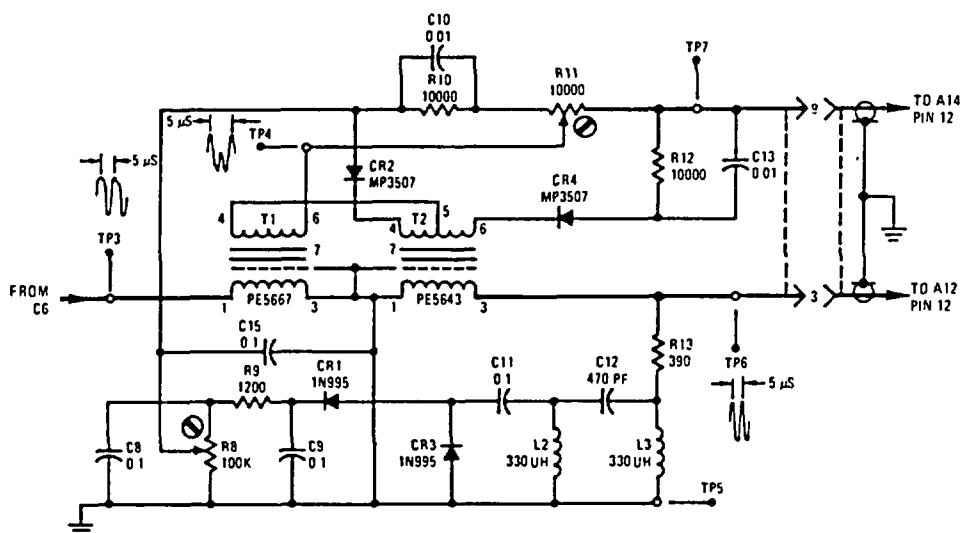 C10
0 01
R10
10000
R11
10000
TP7
9
TO A14
PIN 12
5 µS
5 µS
TP4
CR2
MP3507
CR4
MP3507
R12
10000
C13
0 01
TP3
4
T1
6
4
T2
5
6
7
7
FROM
C6
1
PE5667
3
1
PE5643
3
3
TO A12
PIN 12
C15
0 1
R9
1200
CR1
1N995
C11
0 1
C12
470 PF
R13
390
TP6
5 µS
C8
0 1
R8
100K
C9
0 1
CR3
1N995
L2
330 UH
L3
330 UH
TP5